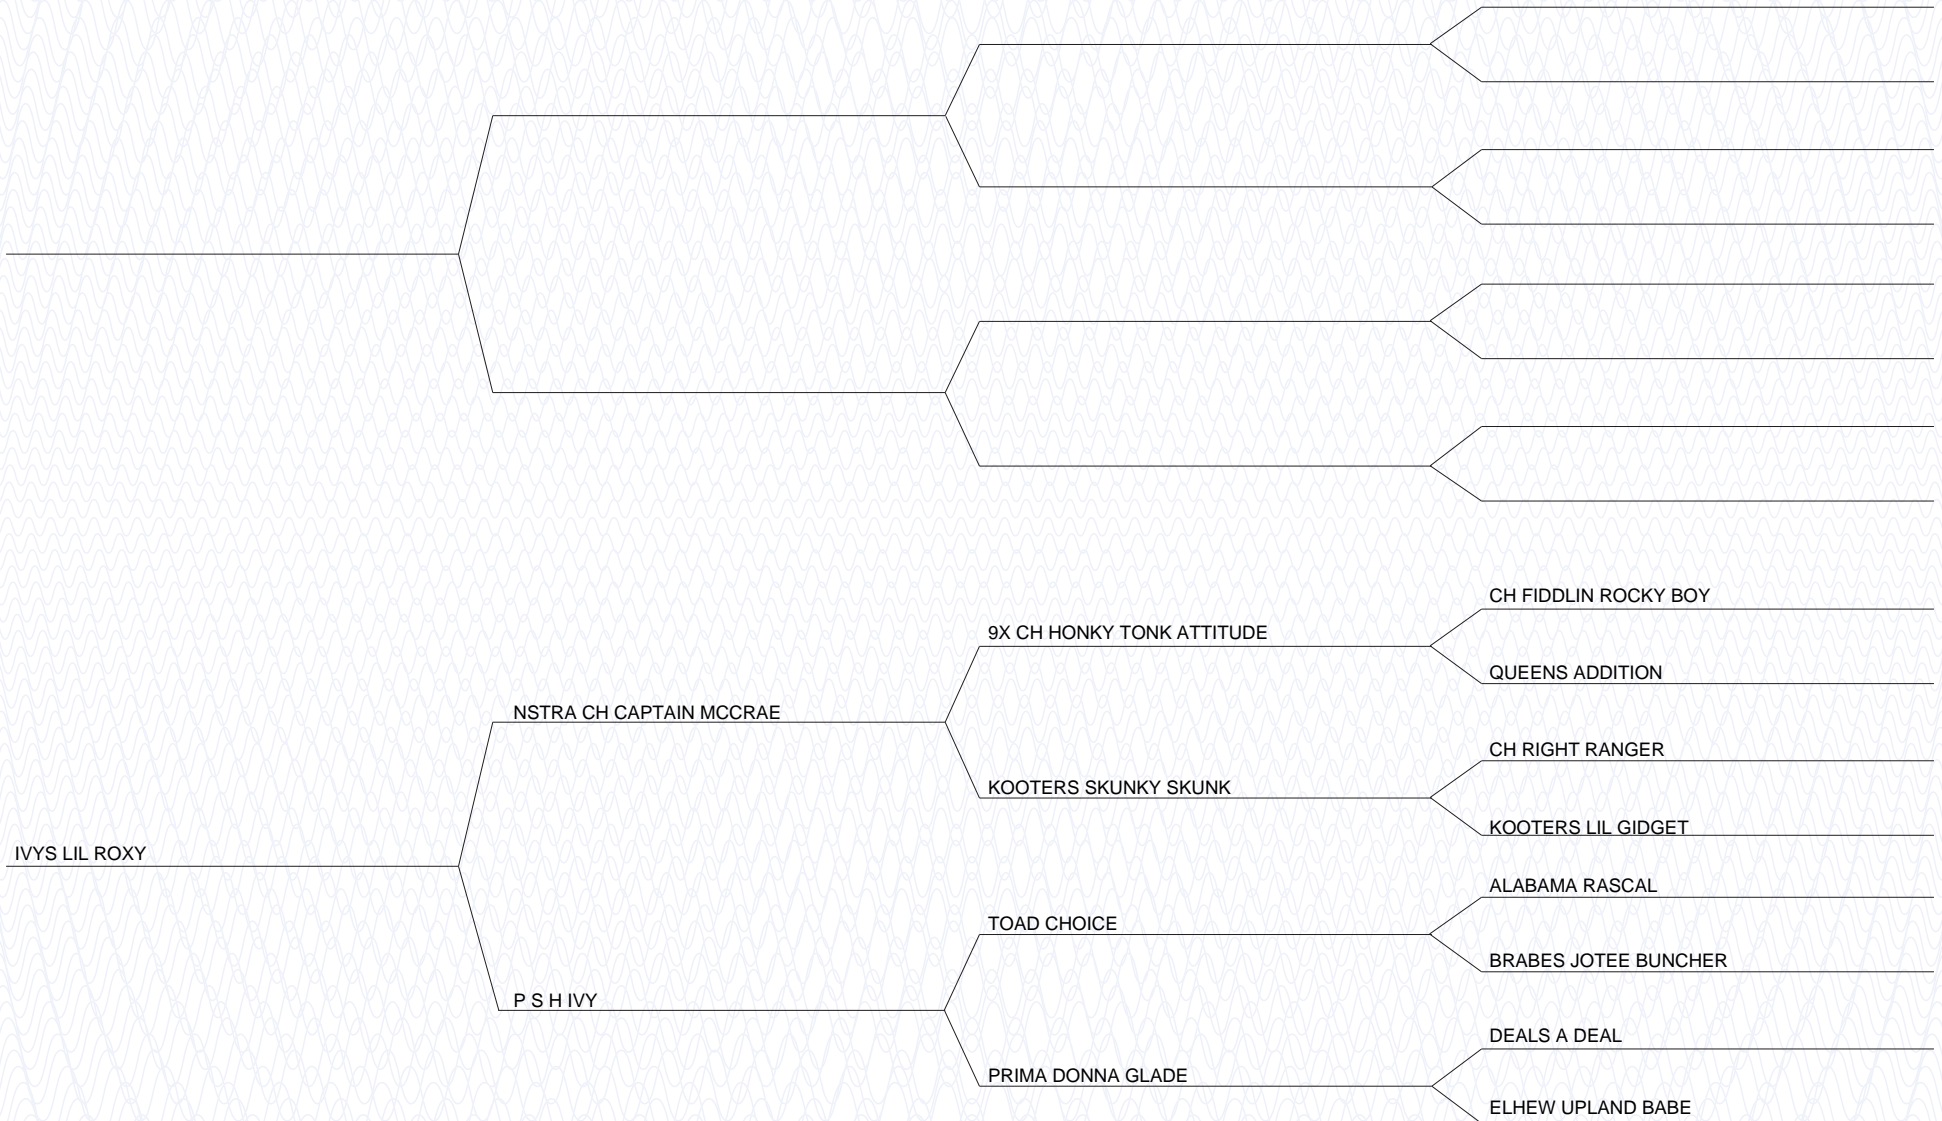 CH FIDDLIN ROCKY BOY
9X CH HONKY TONK ATTITUDE
QUEENS ADDITION
NSTRA CH CAPTAIN MCCRAE
CH RIGHT RANGER
KOOTERS SKUNKY SKUNK
KOOTERS LIL GIDGET
IVYS LIL ROXY
ALABAMA RASCAL
TOAD CHOICE
BRABES JOTEE BUNCHER
P S H IVY
DEALS A DEAL
PRIMA DONNA GLADE
ELHEW UPLAND BABE